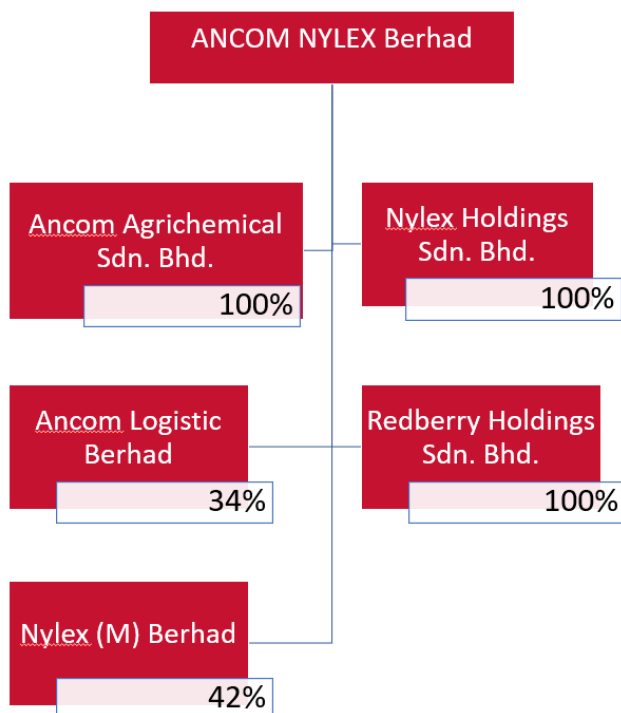 ANCOM NYLEX Berhad
Ancom Agrichemical
Sdn. Bhd.
100%
Nylex Holdings
Sdn. Bhd.
100%
Ancom Logistic
Berhad
34%
Redberry Holdings
Sdn. Bhd.
100%
Nylex (M) Berhad
42%